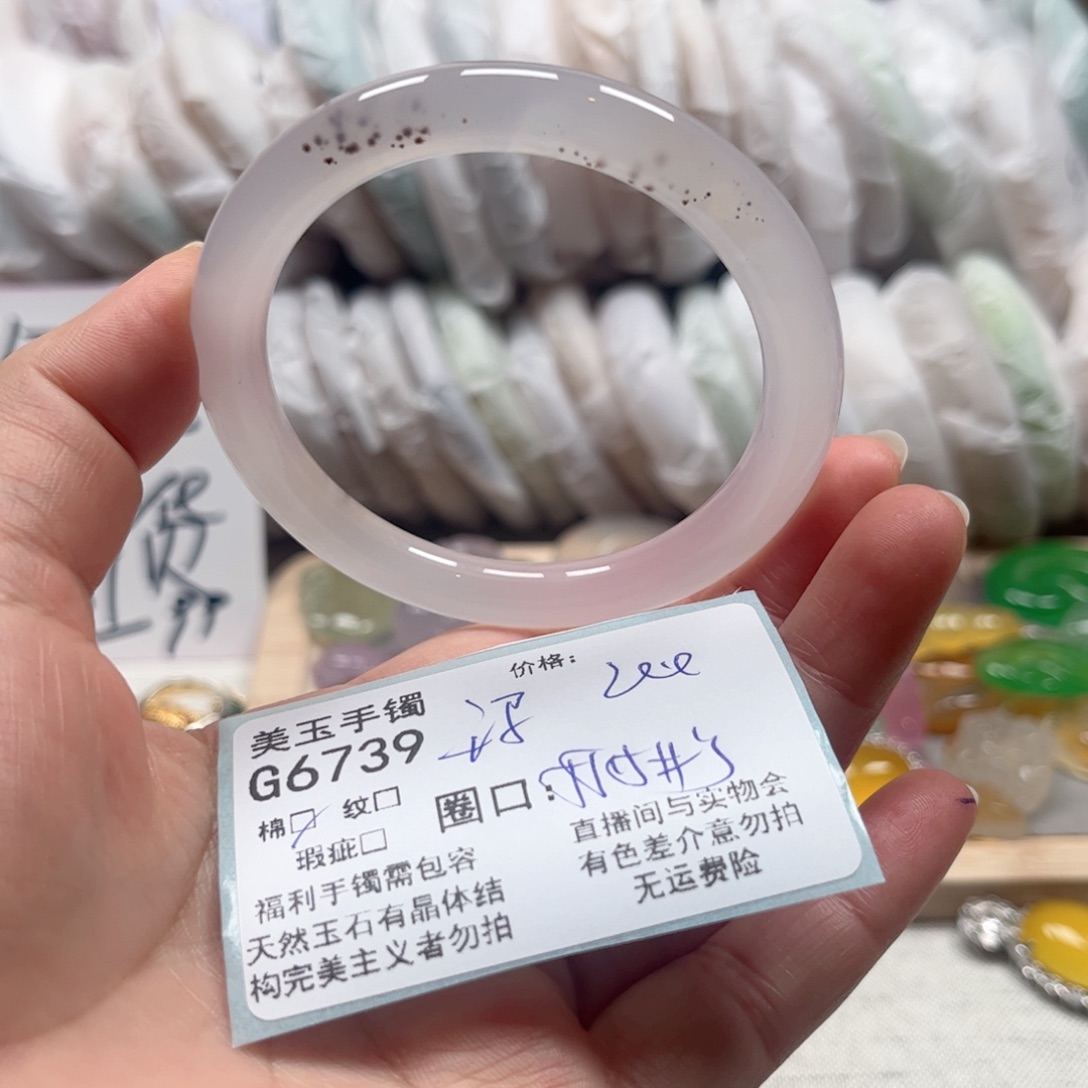 价格：
美玉手镯
G6739
棉□ 纹□
圈口：
瑕疵□
福利手镯需包容
天然玉石有晶体结
构完美主义者勿拍
直播间与实物会
有色差介意勿拍
无运费险
货